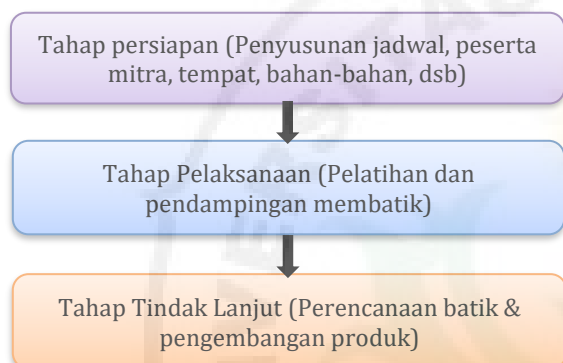 Tahap persiapan (Penyusunan jadwal, peserta
mitra, tempat, bahan-bahan, dsb)
Tahap Pelaksanaan (Pelatihan dan
pendampingan membatik)
Tahap Tindak Lanjut (Perencanaan batik &
pengembangan produk)